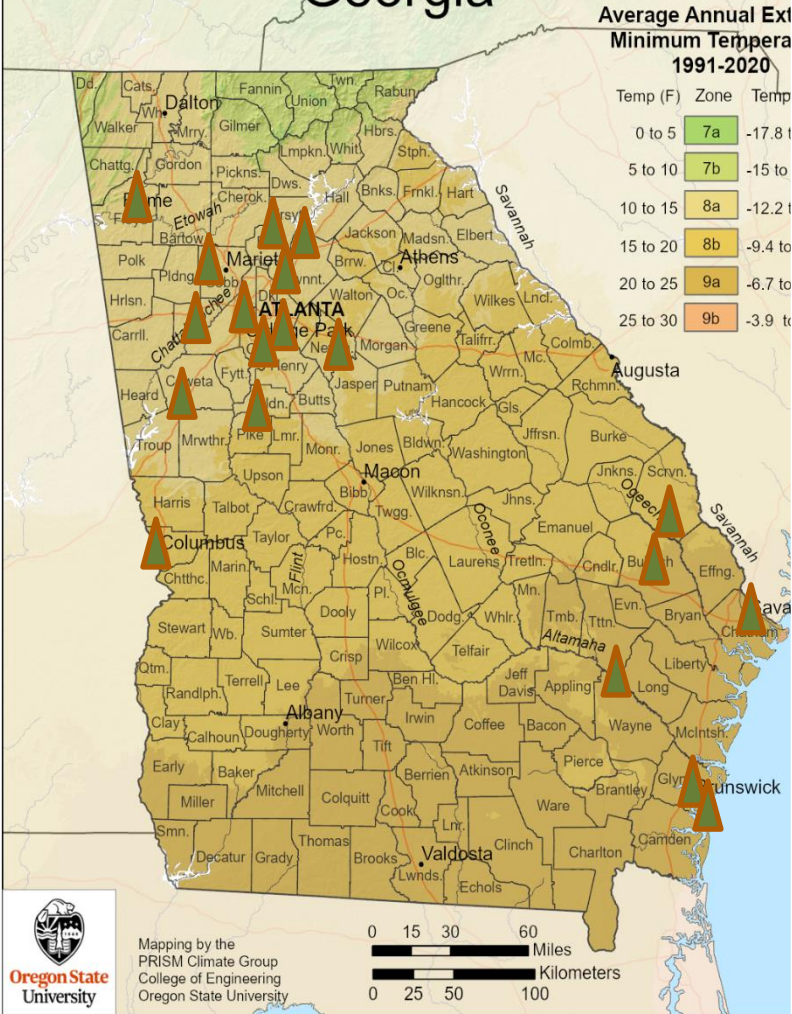 Georgia
Average Annual Ext
Minimum Tempera
1991-2020
Temp (F) Zone Temp
0 to 5 7a -17.8 t
5 to 10 7b -15 to
10 to 15 8a -12.2 t
15 to 20 8b -9.4 to
20 to 25 9a -6.7 to
25 to 30 9b -3.9 to
Dd. Cats. Fannin Union Twn. Rabun
Dalton
Wh.
Walker Mrry. Gilmer Hbrs.
Lmpkn. Whit. Stph.
Chattg. Gordon Pickns.
Dws.
Cherok. Hall Bnks. Frnkl. Hart
Etowah
Savannah
Bartow Jackson Madsn. Elbert
Polk Brrw. Athens
Pldng. Cl. Oglthr.
Walton Oc. Wilkes Lncl.
Hrlsn.
ATLANTA
Carrll. Greene Talifrr. Colmb.
Morgan Mc.
Henry Wrrn. Augusta
Heard Fytt. Jasper Putnam Rchmn.
Butts Hancock Gls.
Troup Mrwthr. Pike Lmr. Jffrsn. Burke
Monr. Jones Bldwn. Washington
Upson Macon Jnkns. Scrvn.
Harris Bibb Wilknsn.
Talbot Crawfrd. Twgg. Jhns. Savannah
Columbus Taylor Pc. Oconee Emanuel
Flint
Marin. Hostn. Blc. Laurens Tretln. Cndlr. Effng.
Chtthc. Mcn. Ocmulgee
Schl. Pl. Mn.
Dooly Evn.
Stewart Wb. Sumter Dodg. Whlr. Tmb. Tttn. Bryan
Chatham
Wilcox Telfair Altamaha
Crisp
Qtm. Terrell Lee Ben Hl. Jeff Davis Appling Long Liberty
Randlph. Turner
Clay Albany Irwin Coffee Bacon Wayne McIntsh.
Calhoun Dougherty Worth
Tift Pierce
Early Baker Berrien Atkinson
Mitchell Brantley
Miller Colquitt Cook Ware
Smn. Thomas Lnr. Clinch Camden
Decatur Grady Brooks Valdosta Charlton
Lwnds.
Echols
Oregon State
University
Mapping by the
PRISM Climate Group
College of Engineering
Oregon State University
0 15 30 60
Miles
Kilometers
0 25 50 100